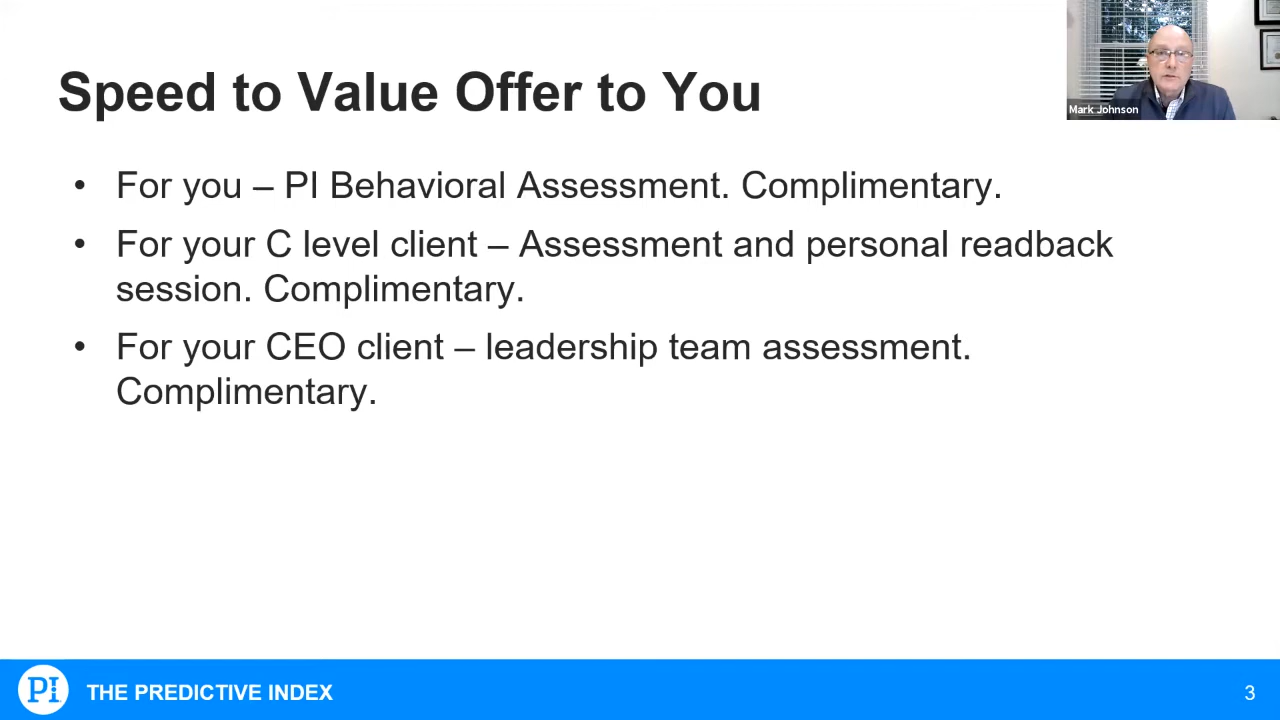 Speed to Value Offer to You
Mark Johnson
• For you – PI Behavioral Assessment. Complimentary.
• For your C level client – Assessment and personal readback
session. Complimentary.
• For your CEO client – leadership team assessment.
Complimentary.
PI
THE PREDICTIVE INDEX
3